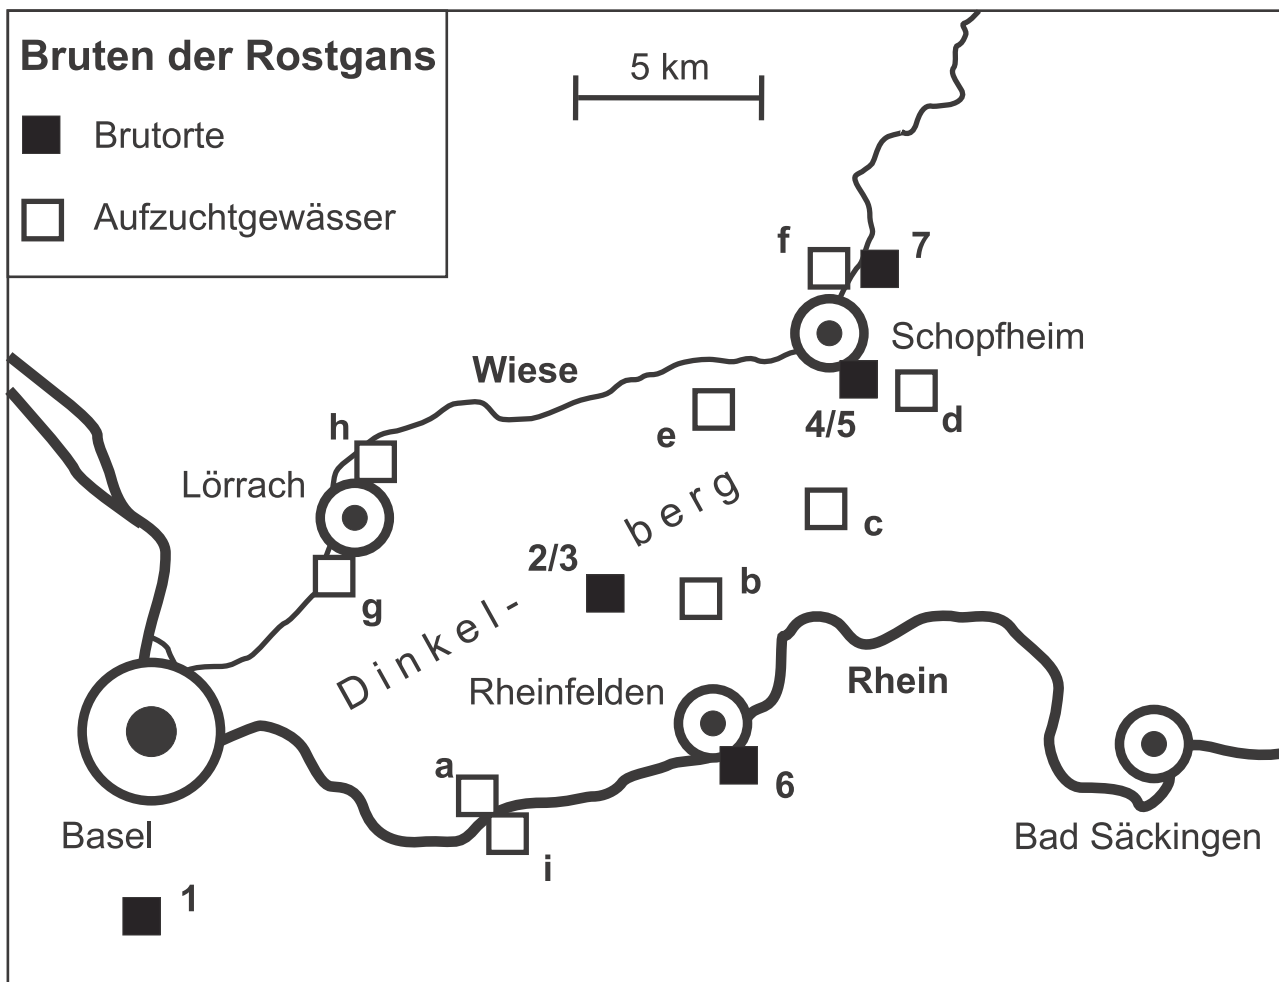 Bruten der Rostgans
Brutorte
Aufzuchtgewässer
5 km
f
7
Schopfheim
Wiese
e
4/5
d
h
Lörrach
berg
c
2/3
b
g
Dinkel-
Rheinfelden
Rhein
a
6
Basel
i
Bad Säckingen
1